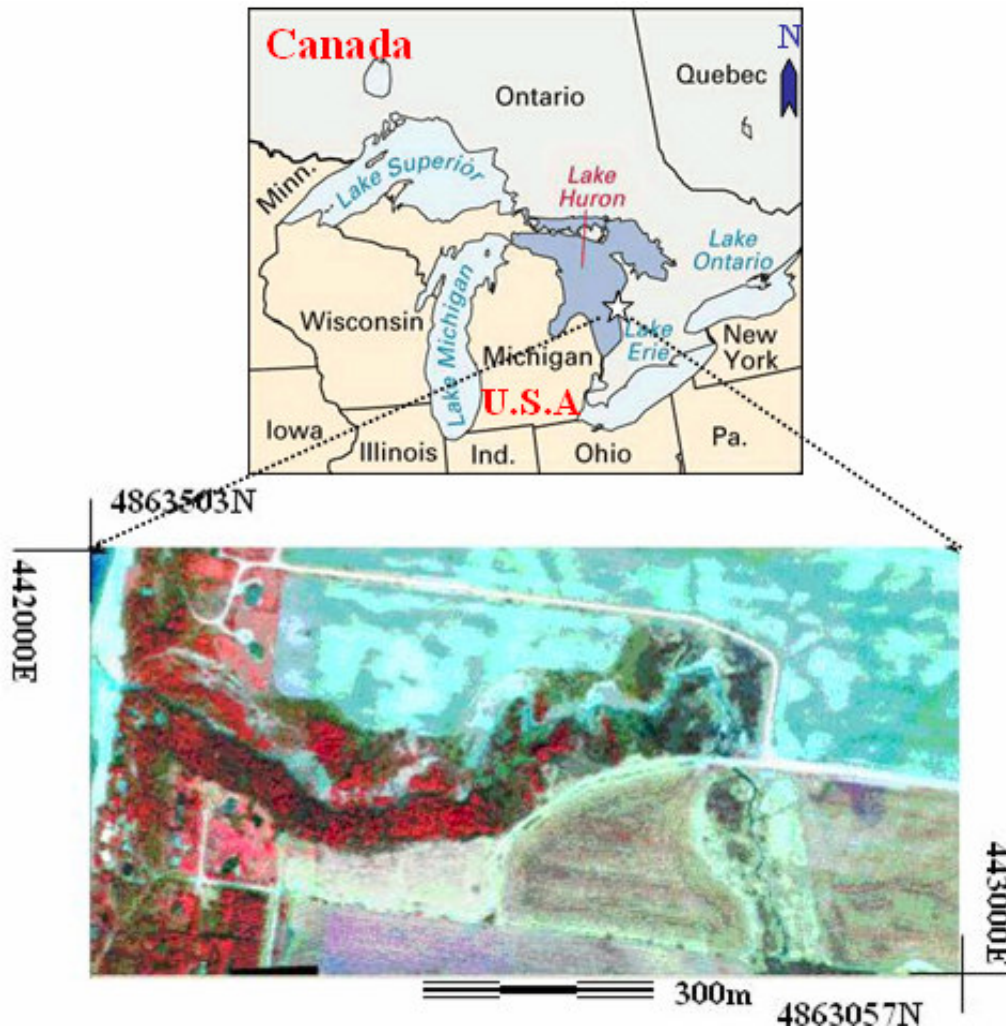 Canada
N
Quebec
Ontario
Minn.
Lake Superior
Lake
Huron
Lake
Ontario
Wisconsin
Lake Michigan
Michigan
Lake
Erie
New
York
U.S.A
Iowa
Illinois
Ind.
Ohio
Pa.
4863503N
442000E
443000E
300m
4863057N